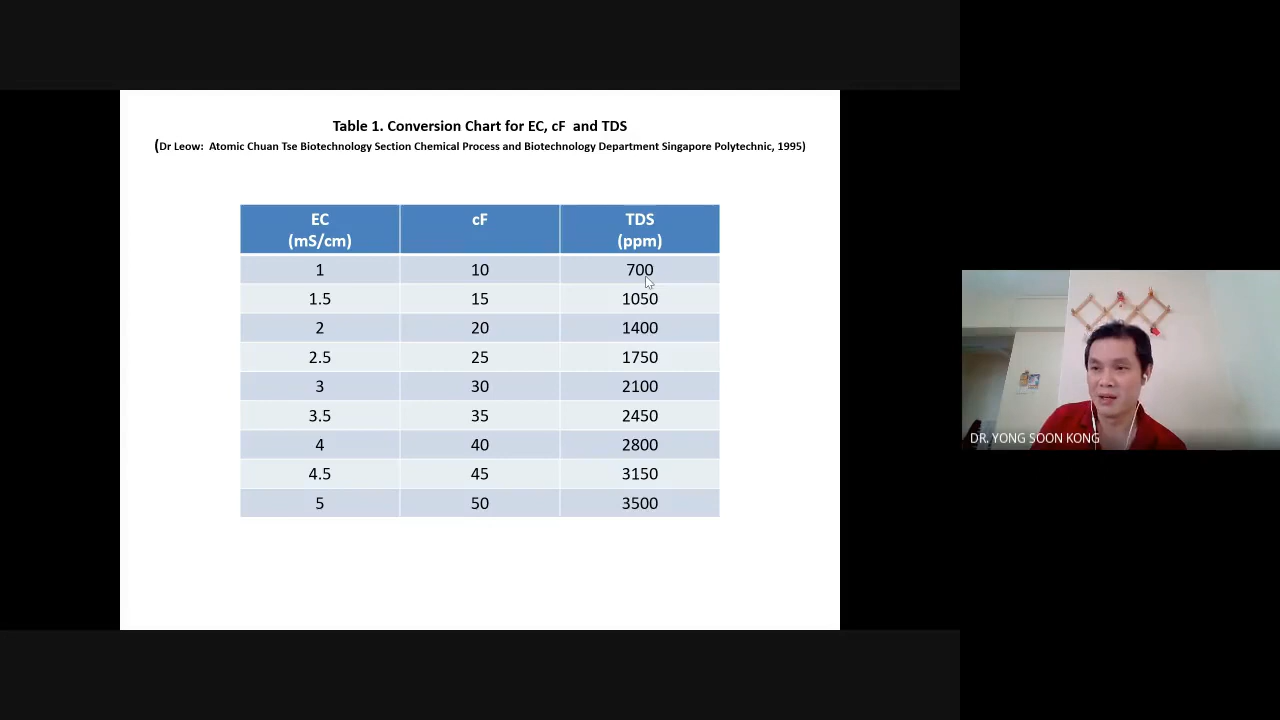 Table 1. Conversion Chart for EC, cF and TDS
(Dr Leow: Atomic Chuan Tse Biotechnology Section Chemical Process and Biotechnology Department Singapore Polytechnic, 1995)
EC cF TDS
(mS/cm) (ppm)
1 10 700
1.5 15 1050
2 20 1400
2.5 25 1750
3 30 2100
3.5 35 2450
4 40 2800
4.5 45 3150
5 50 3500
DR. YONG SOON KONG